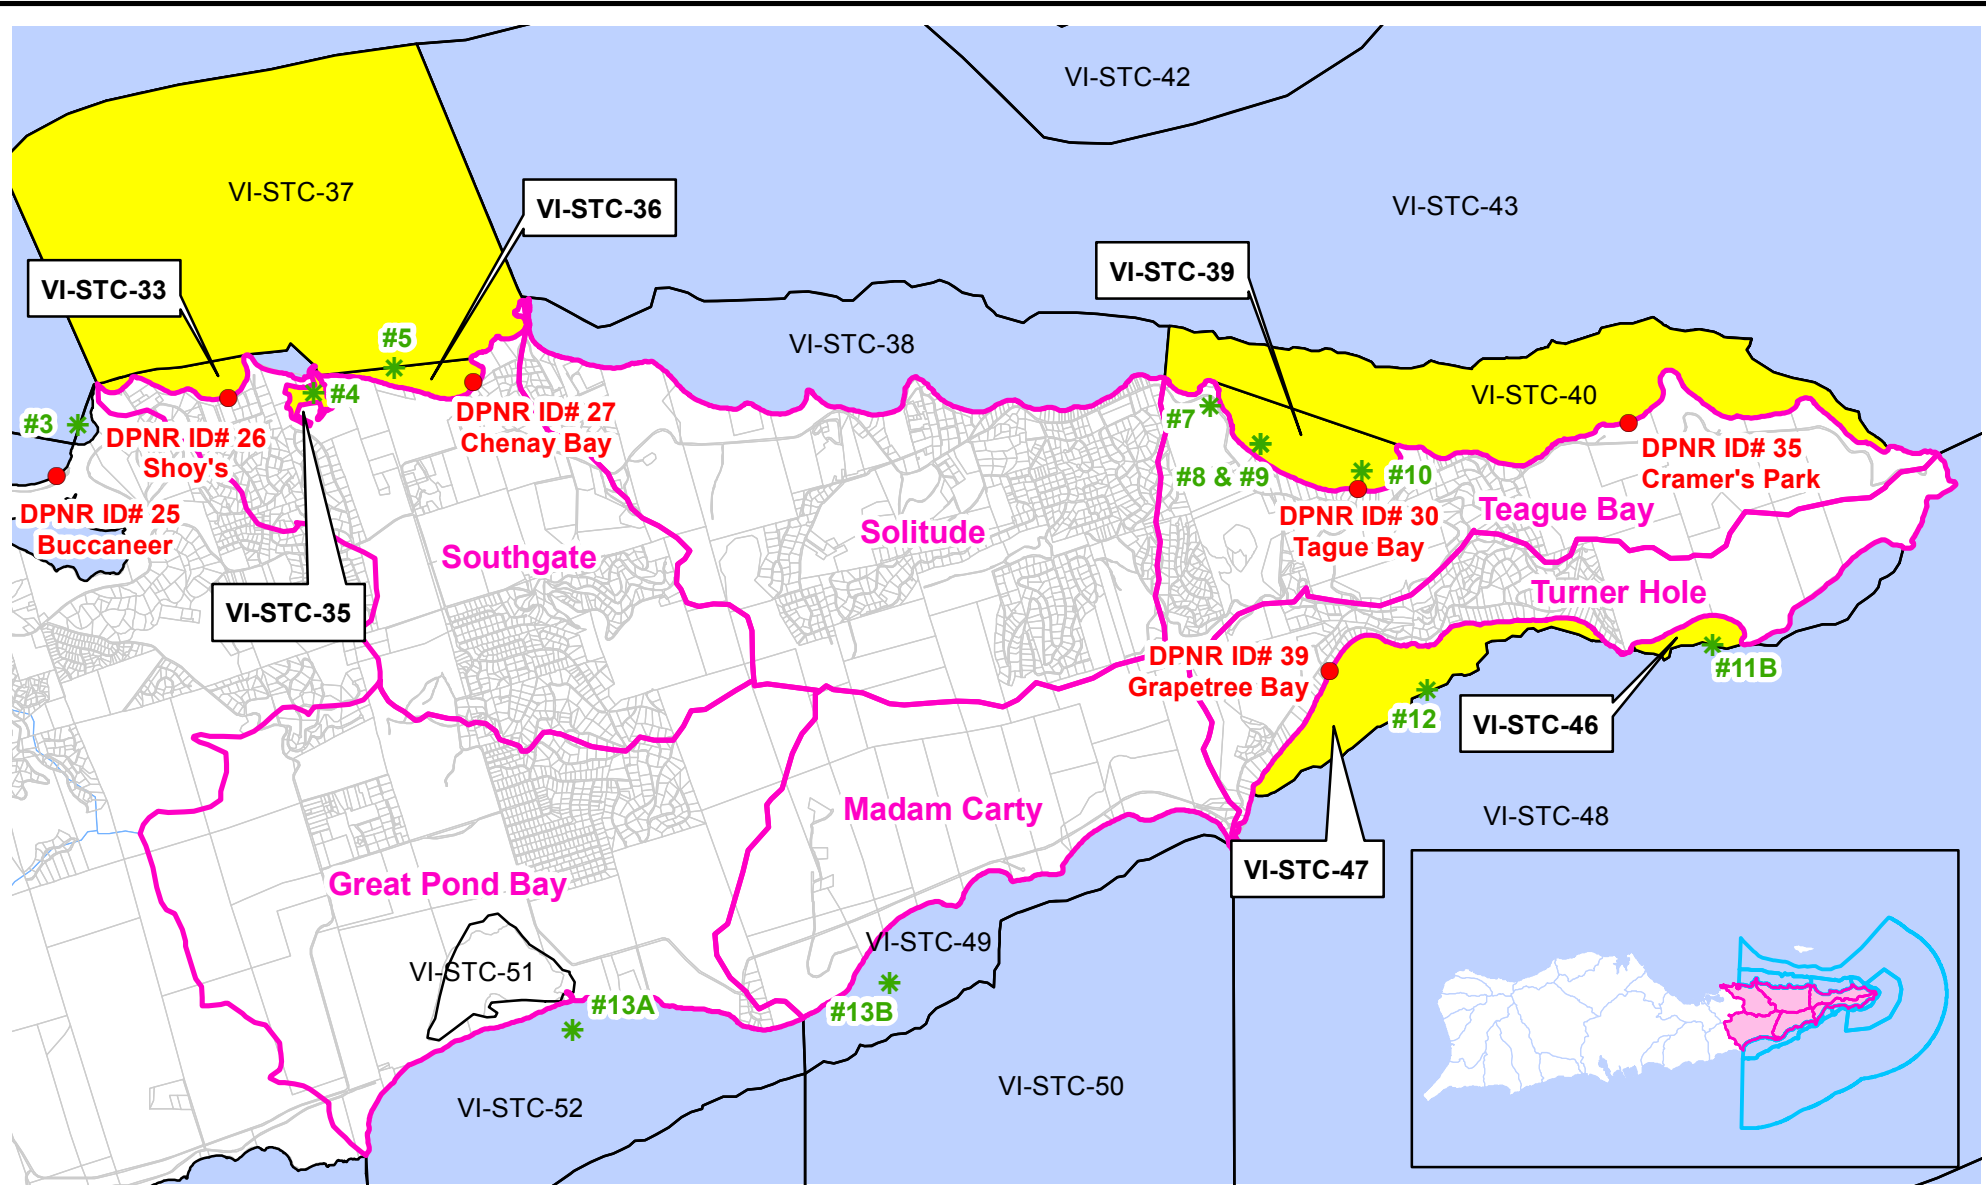 VI-STC-42
VI-STC-37
VI-STC-36
VI-STC-43
VI-STC-33
VI-STC-39
#5
VI-STC-38
VI-STC-40
#4
#3
DPNR ID# 26
Shoy's
DPNR ID# 27
Chenay Bay
#7
#8 & #9
#10
DPNR ID# 35
Cramer's Park
DPNR ID# 25
Buccaneer
DPNR ID# 30
Tague Bay
Teague Bay
Solitude
Southgate
VI-STC-35
Turner Hole
DPNR ID# 39
Grapetree Bay
#11B
#12
VI-STC-46
Madam Carty
VI-STC-48
VI-STC-47
Great Pond Bay
VI-STC-49
VI-STC-51
#13A
#13B
VI-STC-50
VI-STC-52